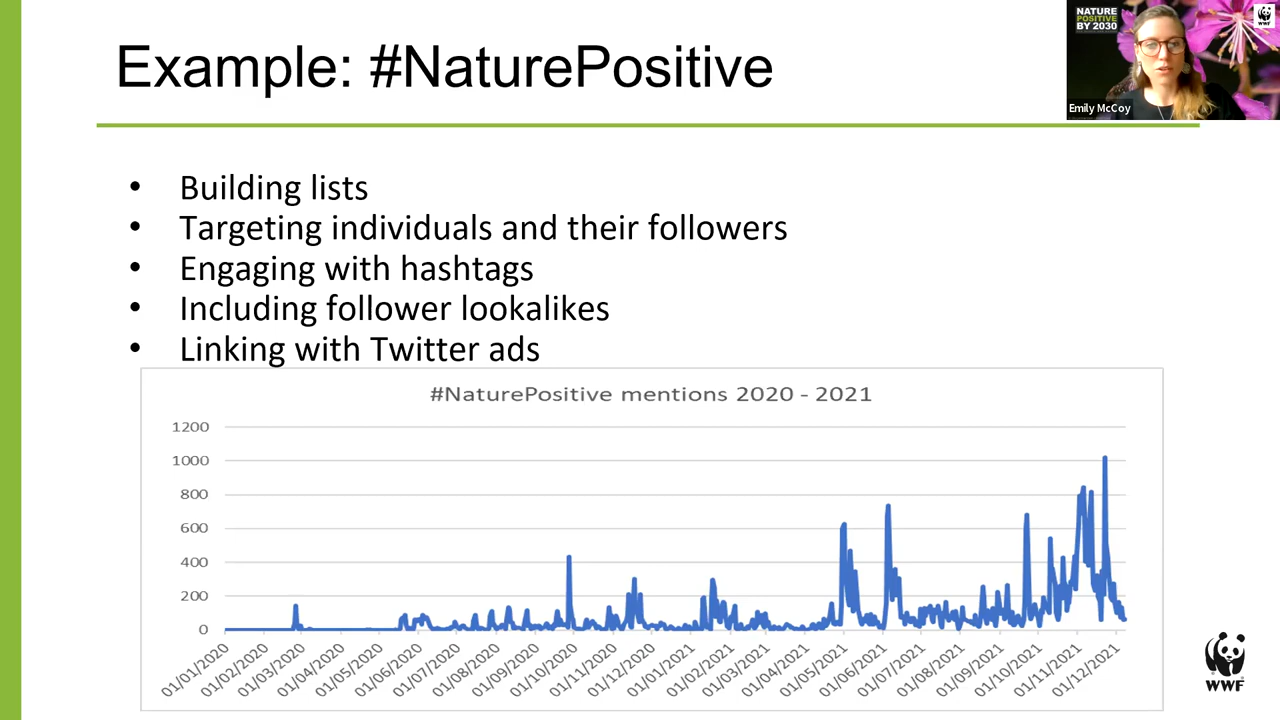 Example: #NaturePositive
NATURE
POSITIVE
BY 2030
WWF
Emily McCoy
• Building lists
• Targeting individuals and their followers
• Engaging with hashtags
• Including follower lookalikes
• Linking with Twitter ads
#NaturePositive mentions 2020 - 2021
1200
1000
800
600
400
200
0
01/01/2020
01/02/2020
01/03/2020
01/04/2020
01/05/2020
01/06/2020
01/07/2020
01/08/2020
01/09/2020
01/10/2020
01/11/2020
01/12/2020
01/01/2021
01/02/2021
01/03/2021
01/04/2021
01/05/2021
01/06/2021
01/07/2021
01/08/2021
01/09/2021
01/10/2021
01/11/2021
01/12/2021
WWF